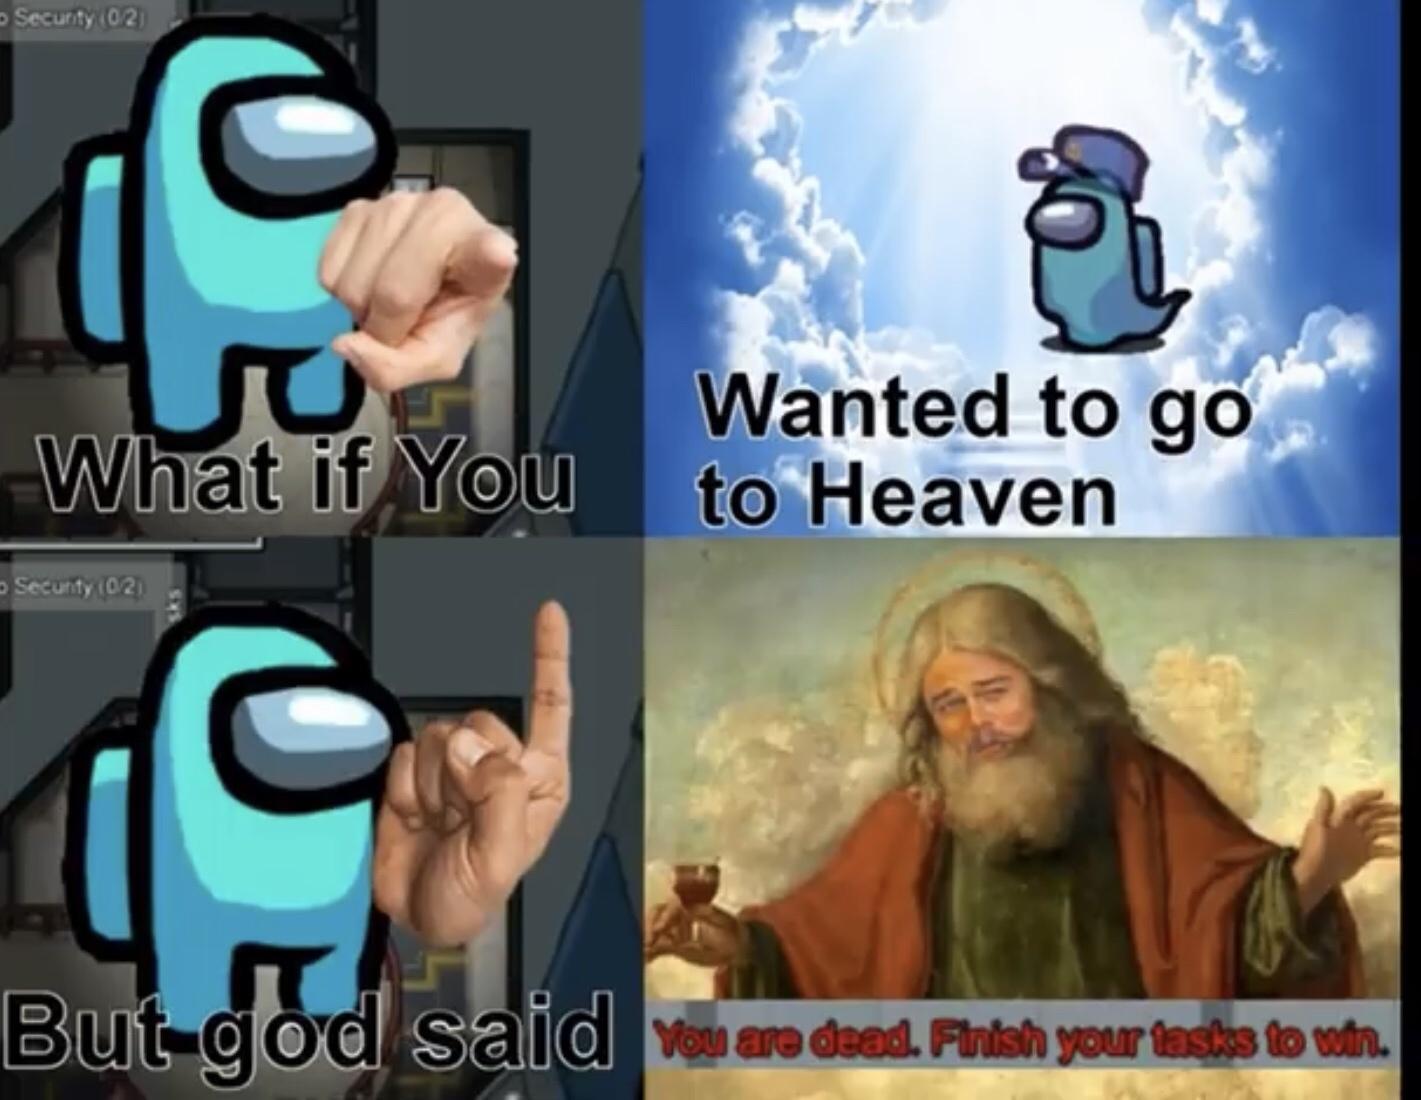 o Security (0/2)
What if You
Wanted to go
to Heaven
o Security (0/2)
sks
But god said
You are dead. Finish your tasks to win.